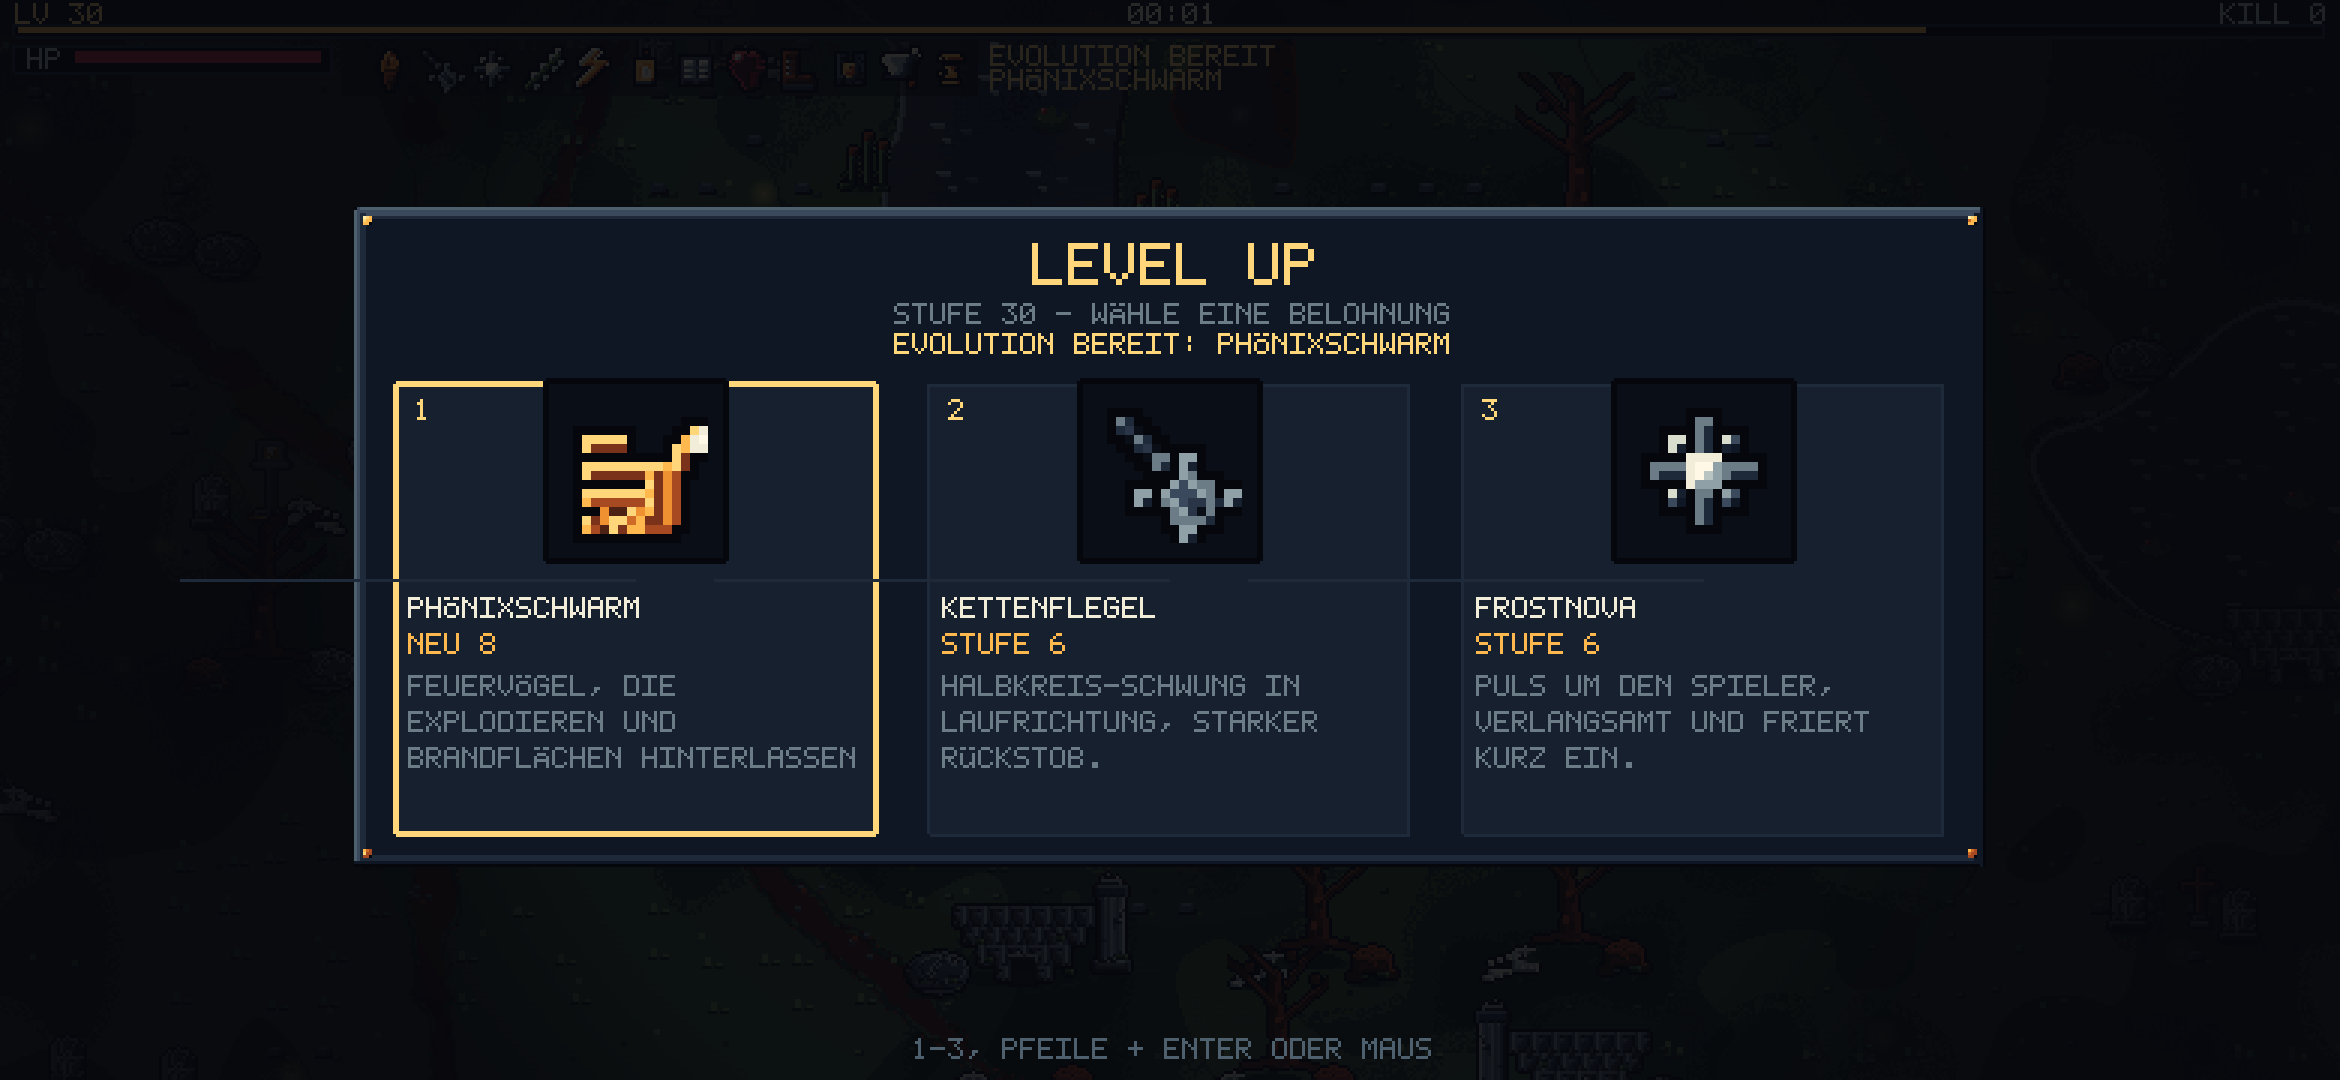 LV 30
00:01
KILL 0
HP
EVOLUTION BEREIT
PHöNIXSCHWARM
LEVEL UP
STUFE 30 - WäHLE EINE BELOHNUNG
EVOLUTION BEREIT: PHöNIXSCHWARM
1
PHöNIXSCHWARM
NEU 8
FEUERVöGEL, DIE
EXPLODIEREN UND
BRANDFLäCHEN HINTERLASSEN
2
KETTENFLEGEL
STUFE 6
HALBKREIS-SCHWUNG IN
LAUFRICHTUNG, STARKER
RüCKSTOB.
3
FROSTNOVA
STUFE 6
PULS UM DEN SPIELER,
VERLANGSAMT UND FRIERT
KURZ EIN.
1-3, PFEILE + ENTER ODER MAUS